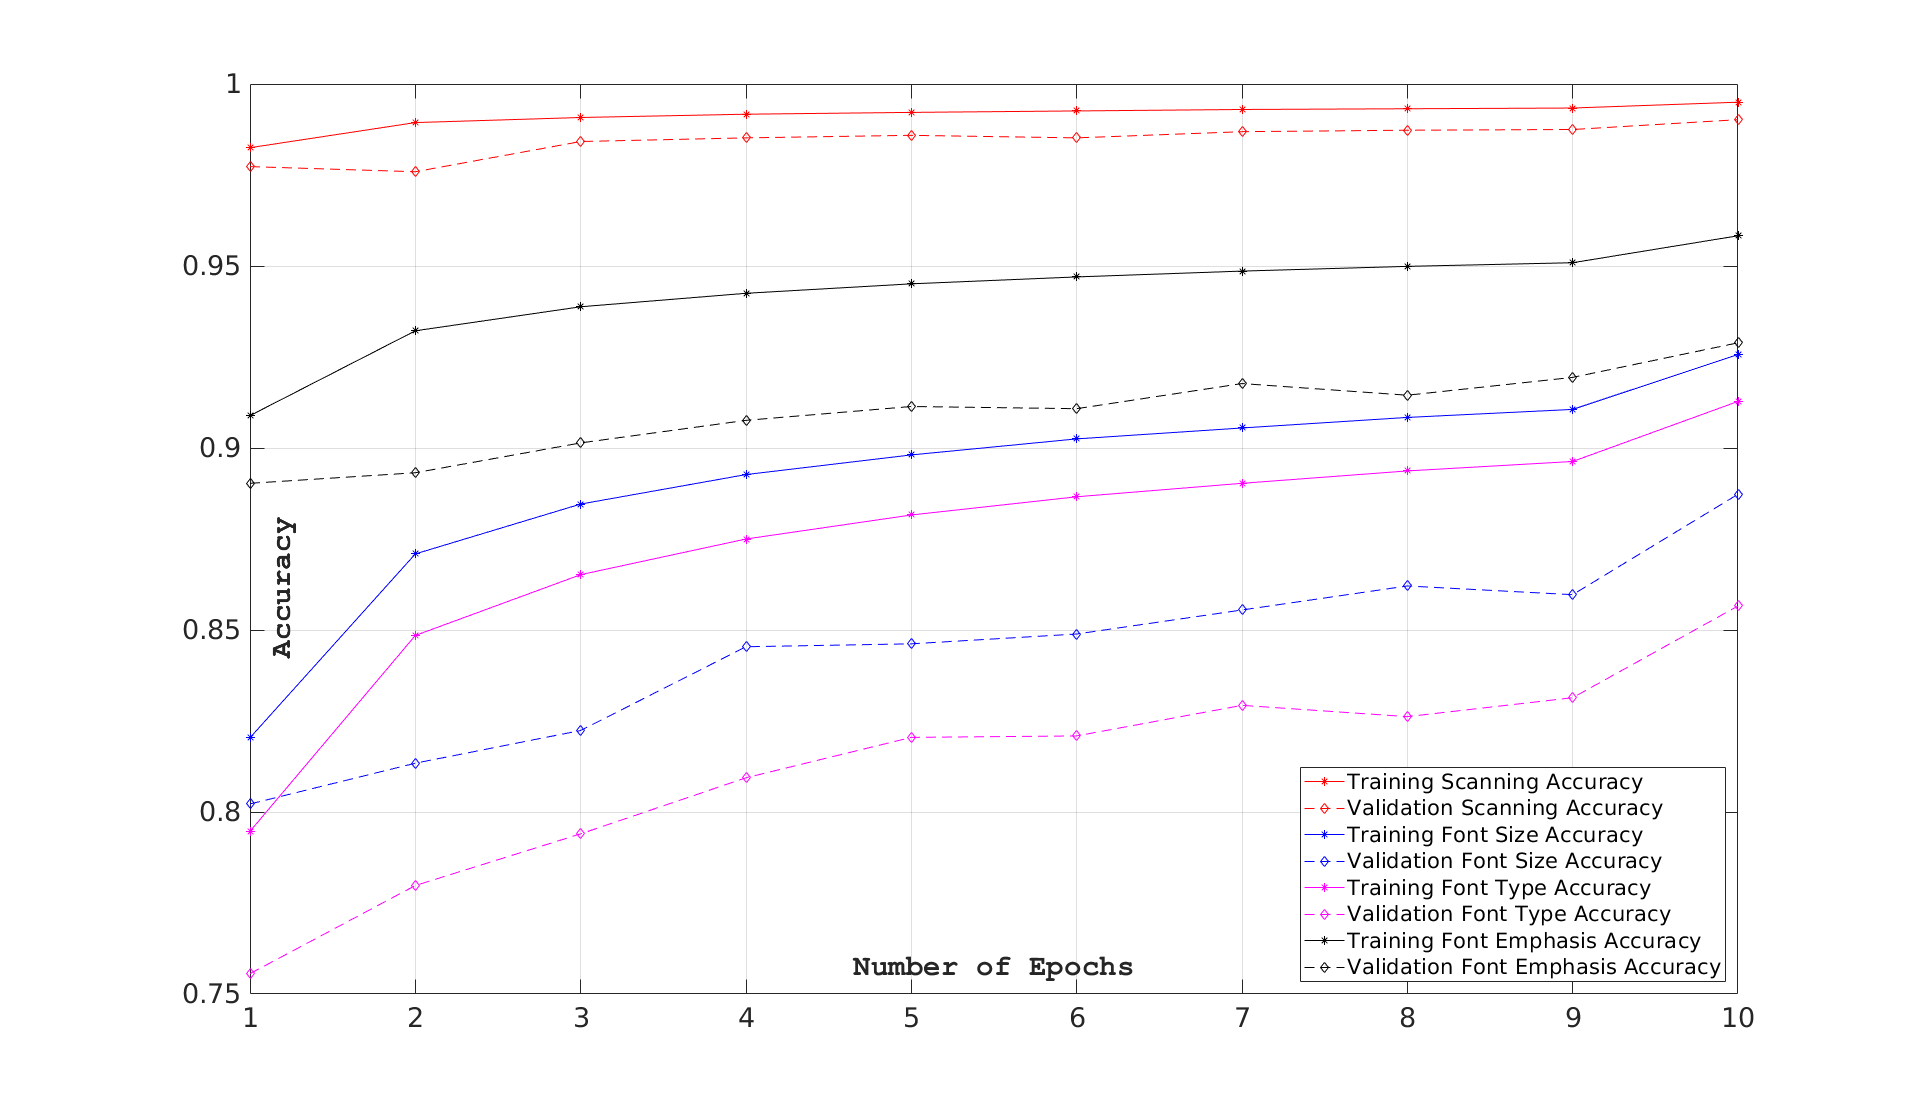 1
0.95
0.9
0.85
0.8
0.75
Accuracy
Number of Epochs
1 2 3 4 5 6 7 8 9 10
Training Scanning Accuracy
Validation Scanning Accuracy
Training Font Size Accuracy
Validation Font Size Accuracy
Training Font Type Accuracy
Validation Font Type Accuracy
Training Font Emphasis Accuracy
Validation Font Emphasis Accuracy